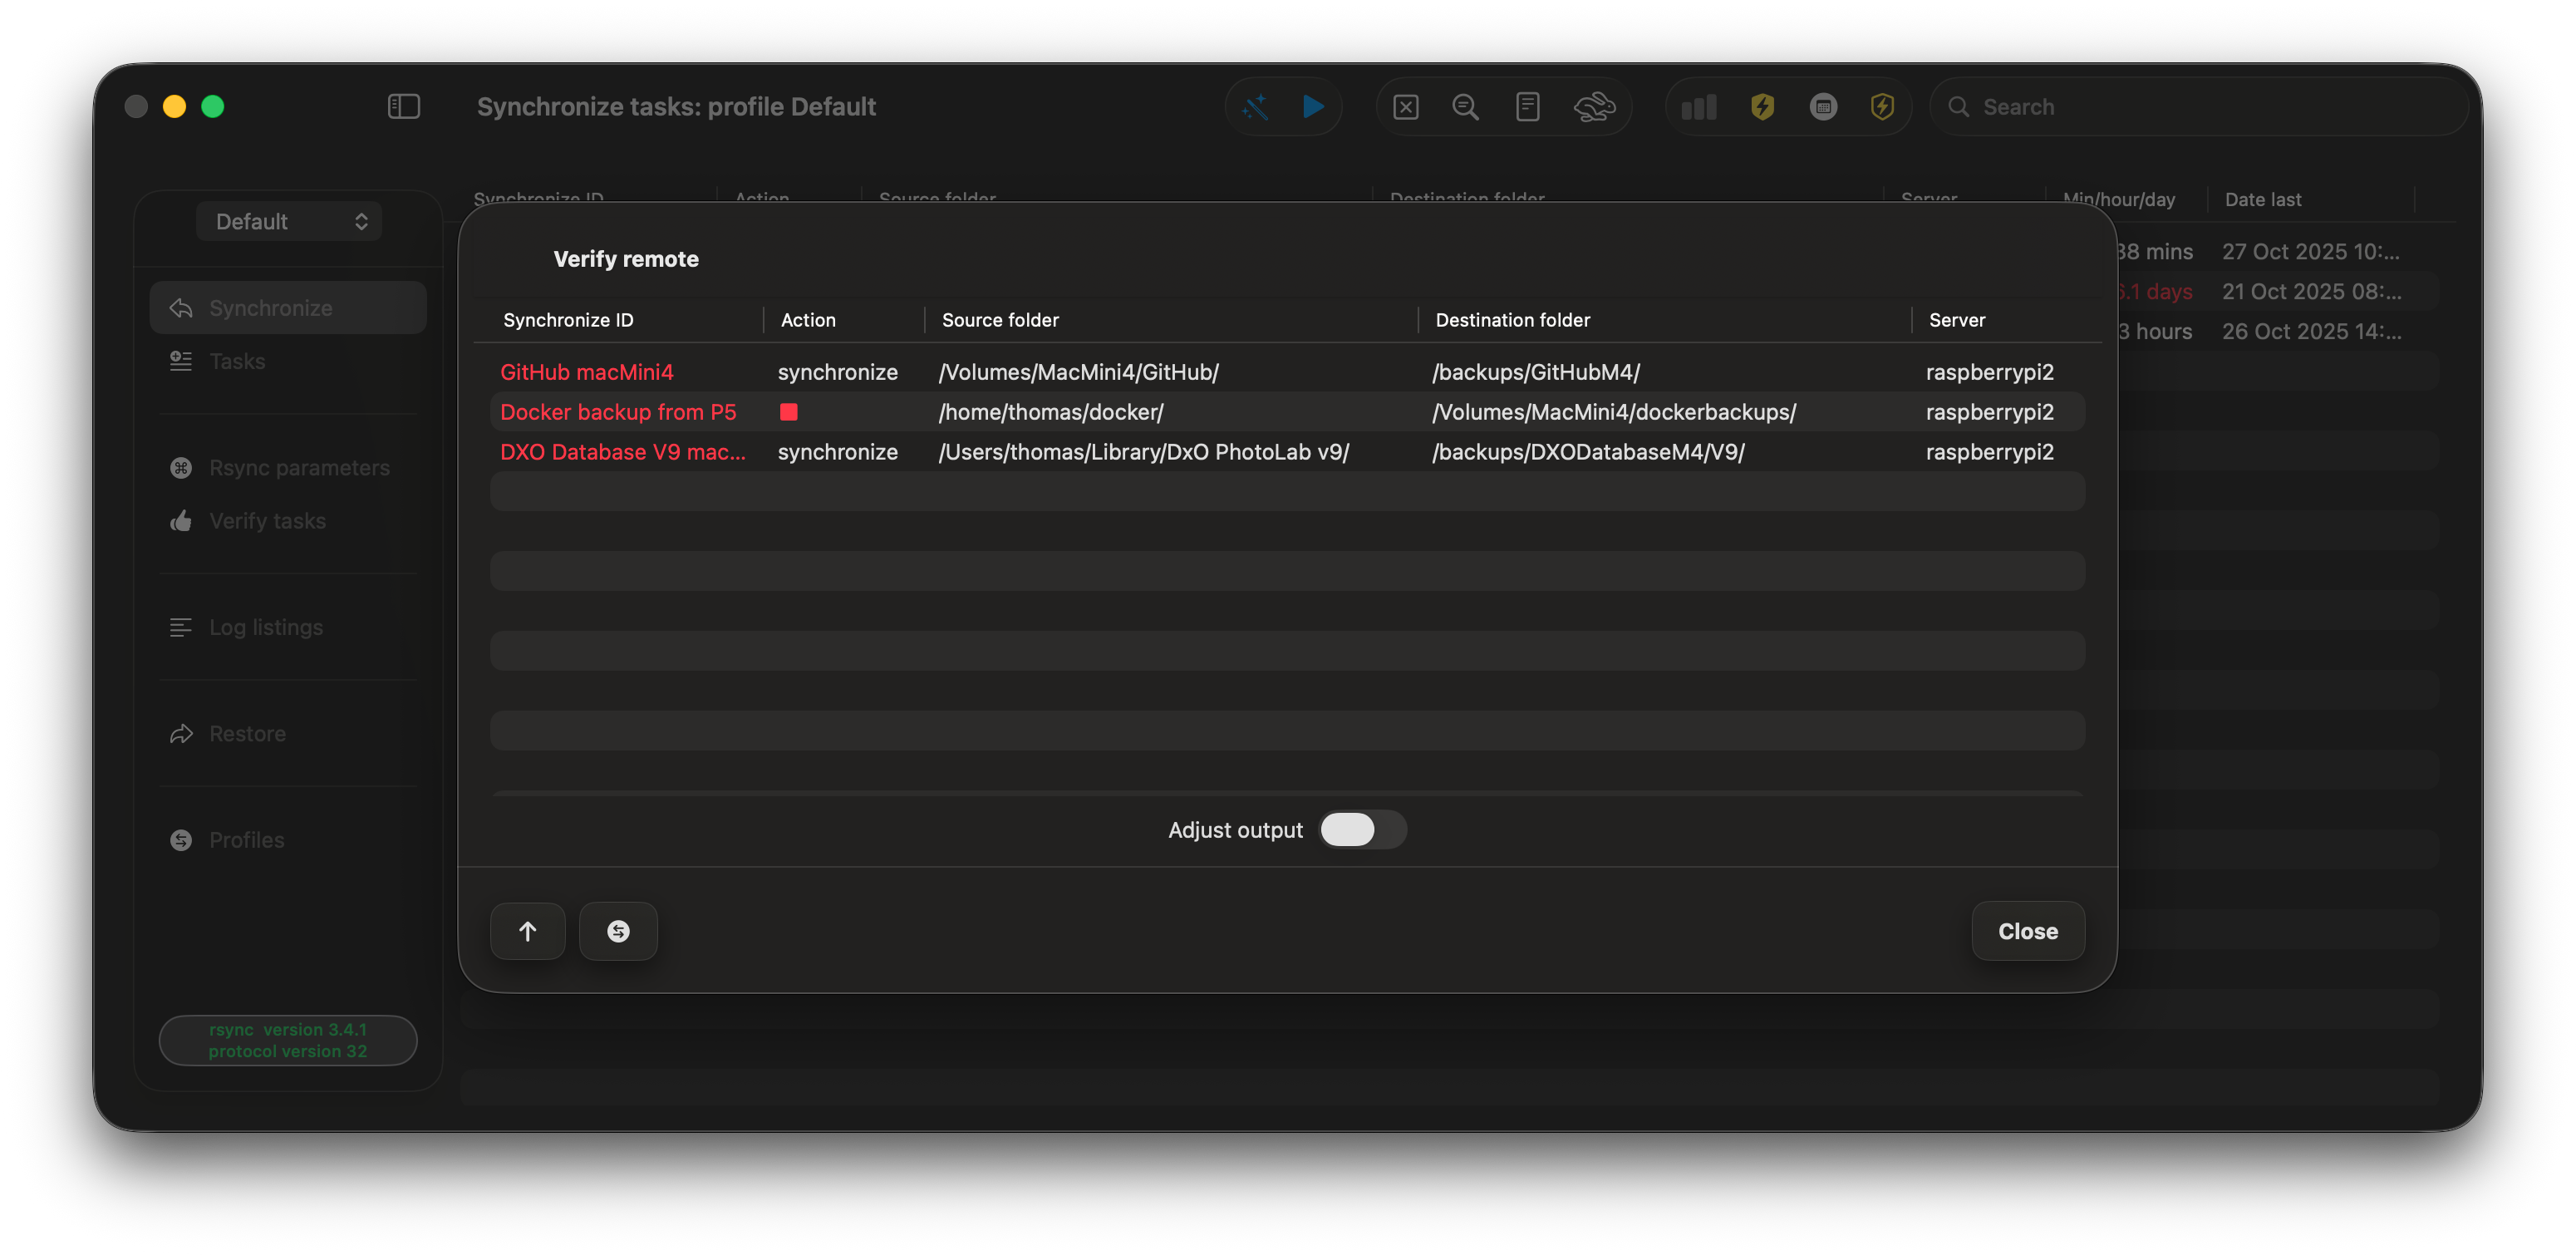 Synchronize tasks: profile Default
Search
Default
Synchronize
Tasks
Rsync parameters
Verify tasks
Log listings
Restore
Profiles
rsync version 3.4.1
protocol version 32
Synchronize ID Action Source folder Destination folder Server Min/hour/day Date last
38 mins 27 Oct 2025 10:...
6.1 days 21 Oct 2025 08:...
3 hours 26 Oct 2025 14:...
Verify remote
Synchronize ID Action Source folder Destination folder Server
GitHub macMini4 synchronize /Volumes/MacMini4/GitHub/ /backups/GitHubM4/ raspberrypi2
Docker backup from P5 /home/thomas/docker/ /Volumes/MacMini4/dockerbackups/ raspberrypi2
DXO Database V9 mac... synchronize /Users/thomas/Library/DxO PhotoLab v9/ /backups/DXODatabaseM4/V9/ raspberrypi2
Adjust output
Close